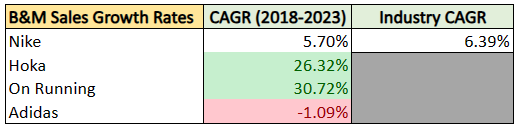 B&M Sales Growth Rates CAGR (2018-2023) Industry CAGR
Nike 5.70% 6.39%
Hoka 26.32%
On Running 30.72%
Adidas -1.09%